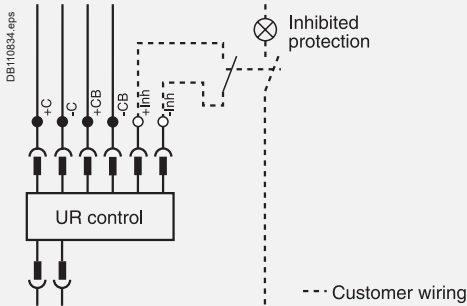 DB110834.eps
Inhibited
protection
+C
-C
+CB
-CB
+Inh
-Inh
UR control
Customer wiring